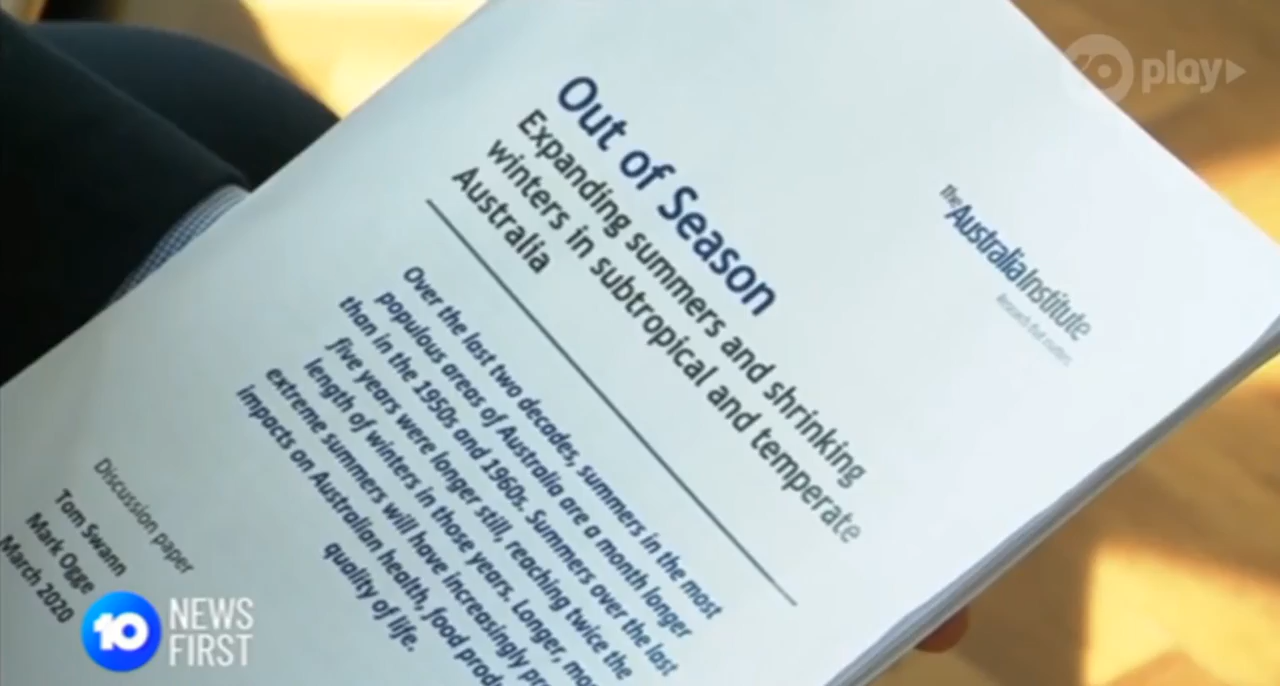 Out of Season
Expanding summers and shrinking
winters in subtropical and temperate
Australia
the Australia Institute
Research that matters.
Over the last two decades, summers in the most
populous areas of Australia are a month longer
than in the 1950s and 1960s. Summers over the last
five years were longer still, reaching twice the
length of winters in those years. Longer,
extreme summers will have increasingly
impacts on Australian health, food
quality of life.
Discussion paper
Tom Swann
Mark Ogge
March 2020
10 NEWS
FIRST
10 play